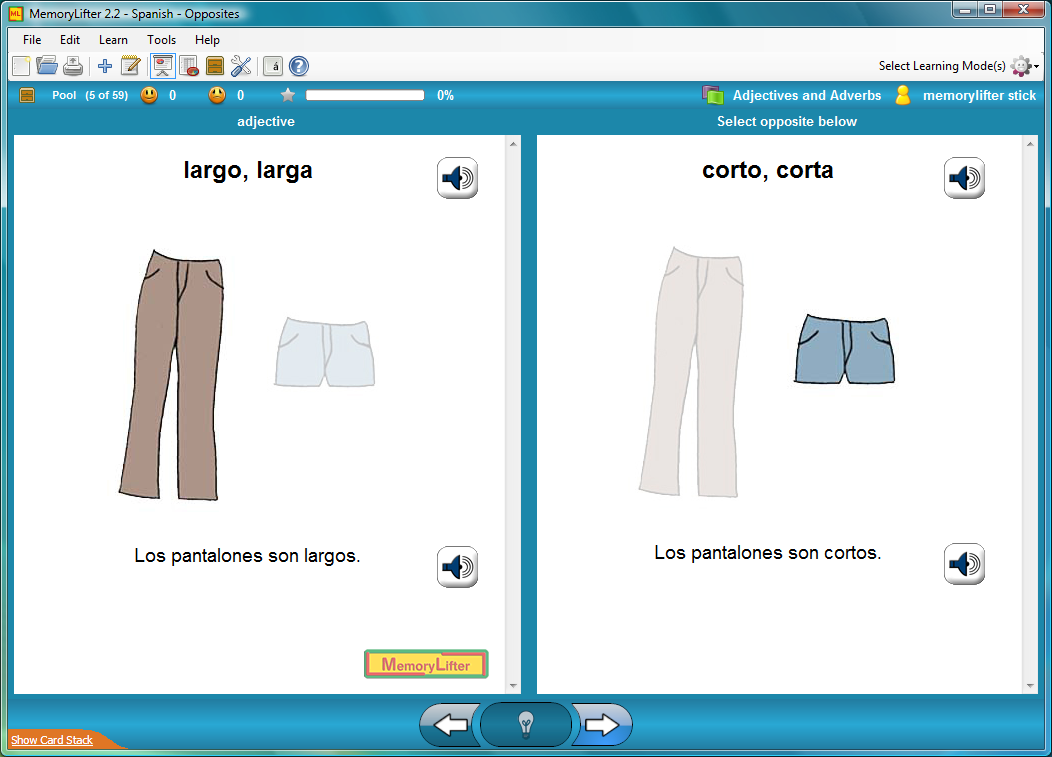 MemoryLifter 2.2 - Spanish - Opposites
File Edit Learn Tools Help
á ?
Select Learning Mode(s)
Pool (5 of 59) 0 0 0% Adjectives and Adverbs memorylifter stick
adjective
Select opposite below
largo, larga
Los pantalones son largos.
MemoryLifter
corto, corta
Los pantalones son cortos.
Show Card Stack